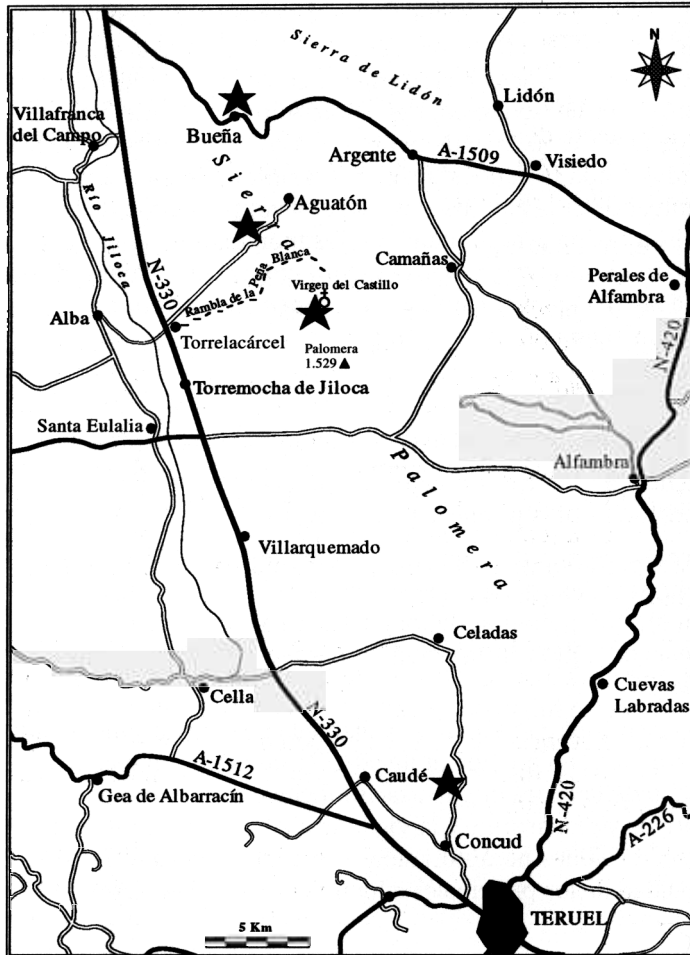 N
Sierra de Lidón
Lidón
Villafranca
del Campo
Bueña
Argente
A-1509
Visiedo
Sierra
Aguatón
Río Jiloca
N-330
Rambla de la Peña Blanca
Virgen del Castillo
Camañas
Perales de
Alfambra
Alba
Torrelacárcel
Palomera
1.529
N-420
Torremocha de Jiloca
Santa Eulalia
Alfambra
Palomera
Villarquemado
Celadas
Cella
Cuevas
Labradas
N-330
A-1512
Caudé
Gea de Albarracín
N-420
A-226
Concud
5 Km
TERUEL